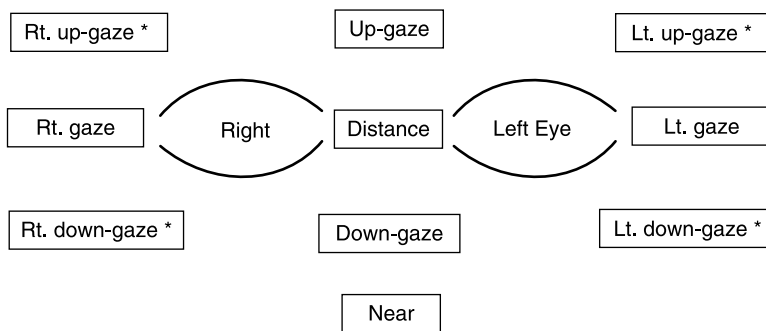 Rt. up-gaze *
Up-gaze
Lt. up-gaze *
Rt. gaze
Right
Distance
Left Eye
Lt. gaze
Rt. down-gaze *
Down-gaze
Lt. down-gaze *
Near